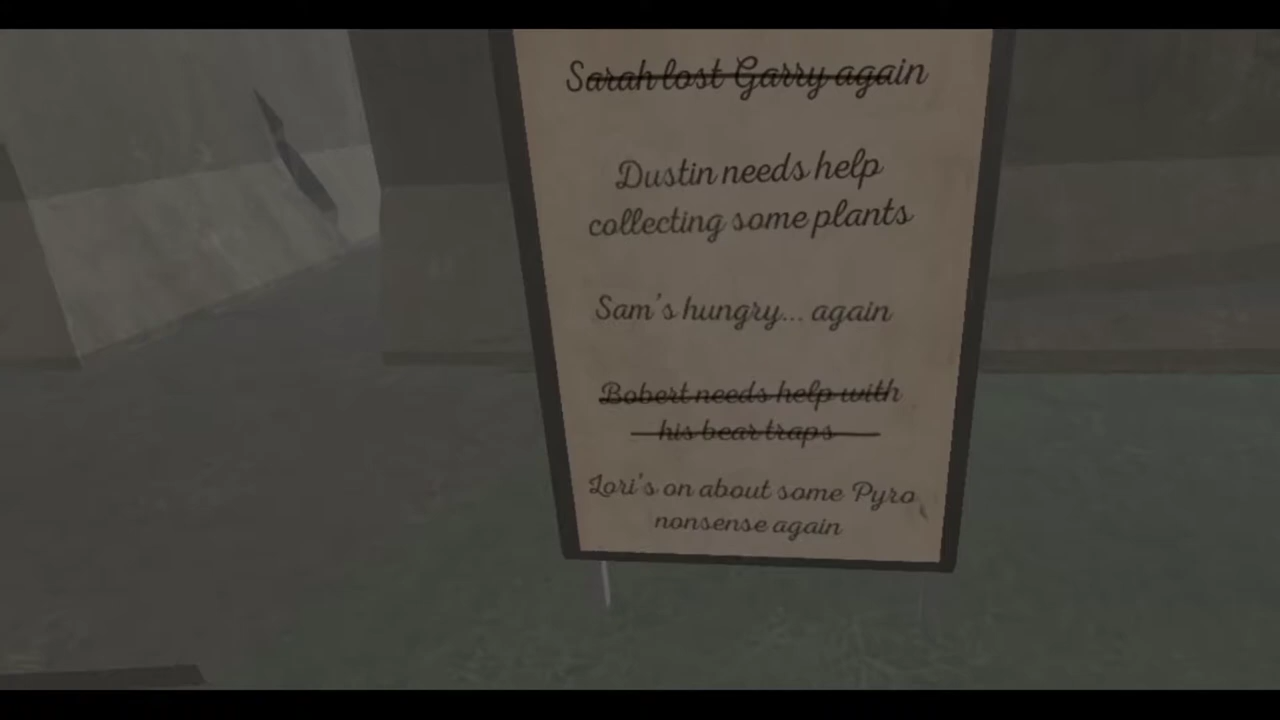 Sarah lost Garry again
Dustin needs help
collecting some plants
Sam's hungry... again
Bobert needs help with
his bear traps
Lori's on about some Pyro
nonsense again